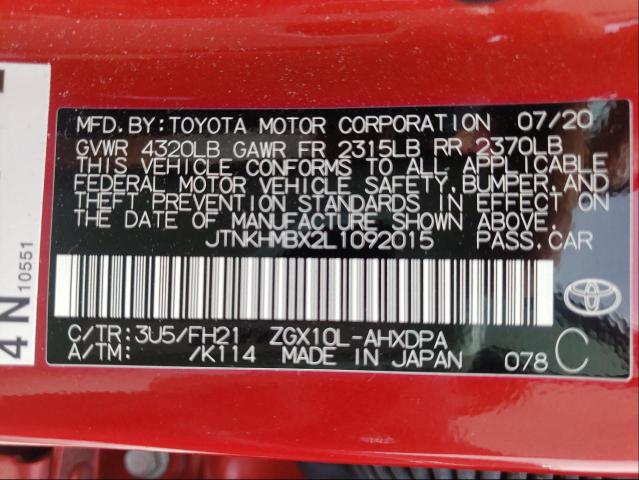 MFD.BY:TOYOTA MOTOR CORPORATION 07/20
GVWR 4320LB GAWR FR 2315LB RR 2370LB
THIS VEHICLE CONFORMS TO ALL APPLICABLE
FEDERAL MOTOR VEHICLE SAFETY,BUMPER,AND
THEFT PREVENTION STANDARDS IN EFFECT ON
THE DATE OF MANUFACTURE SHOWN ABOVE.
JTNKHMBX2L1092015 PASS.CAR
C/TR:3U5/FH21 ZGX10L-AHXDPA
A/TM: /K114 MADE IN JAPAN 078 C
4N 10551